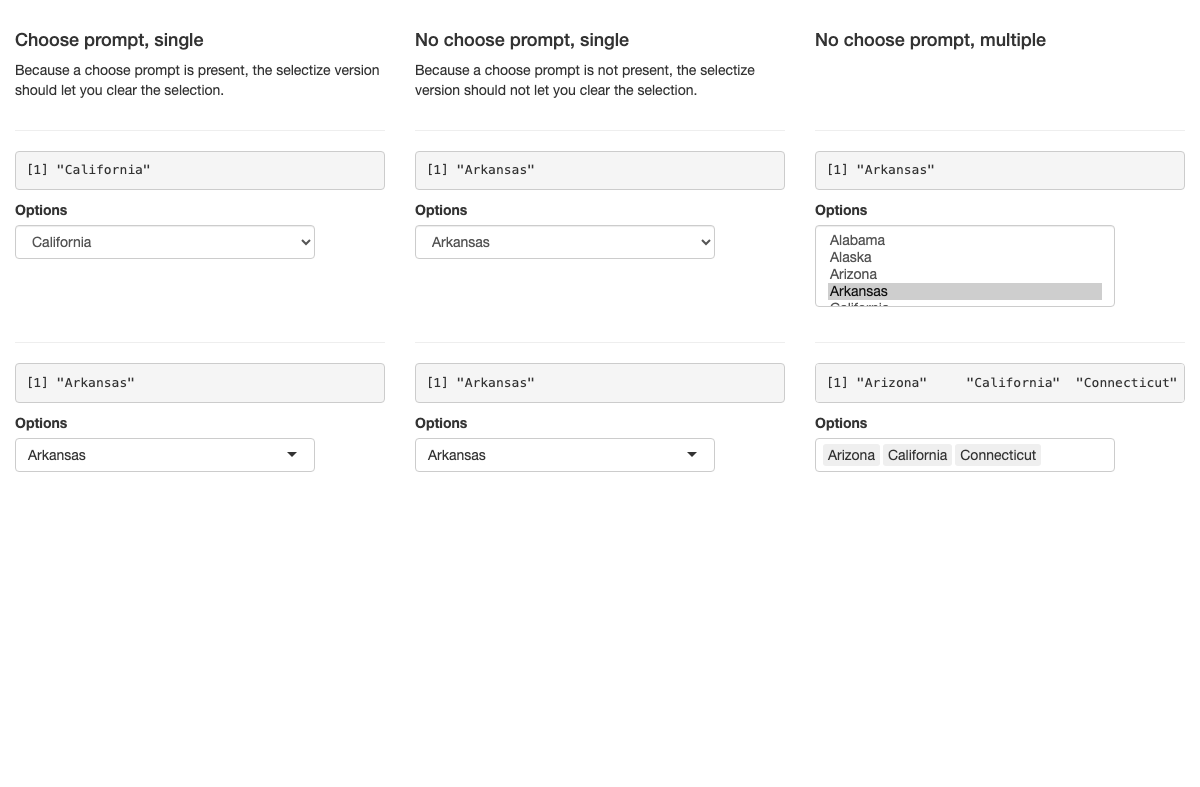 Choose prompt, single
Because a choose prompt is present, the selectize version
should let you clear the selection.
[1] "California"
Options
California
[1] "Arkansas"
Options
Arkansas
No choose prompt, single
Because a choose prompt is not present, the selectize
version should not let you clear the selection.
[1] "Arkansas"
Options
Arkansas
[1] "Arkansas"
Options
Arkansas
No choose prompt, multiple
[1] "Arkansas"
Options
Alabama
Alaska
Arizona
Arkansas
California
[1] "Arizona"     "California"  "Connecticut"
Options
Arizona California Connecticut